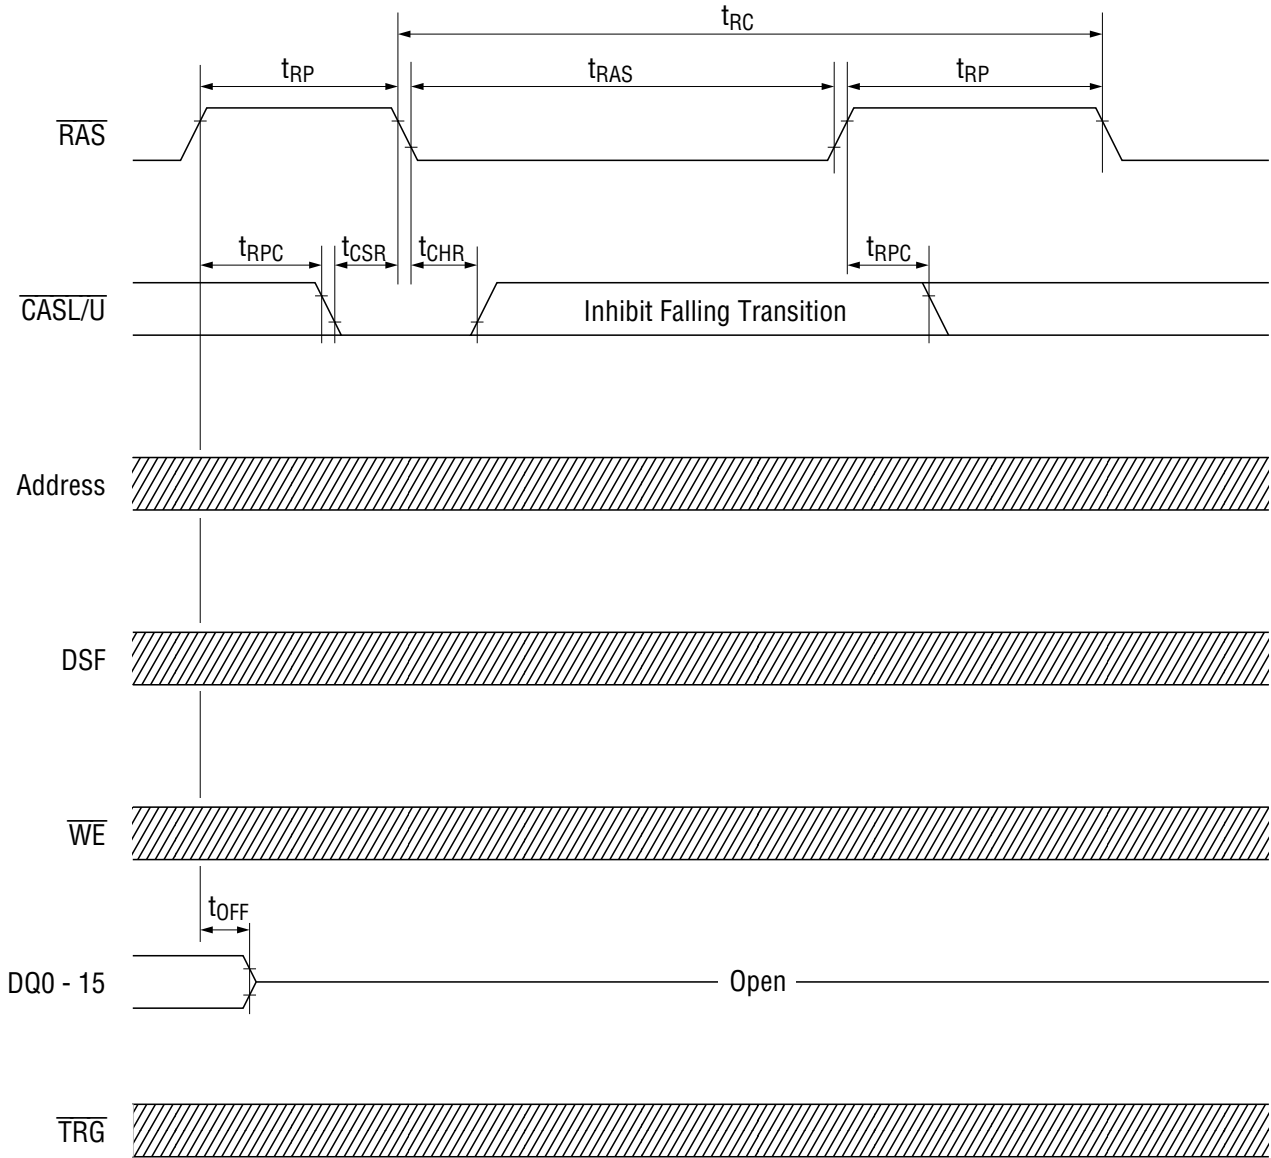 tRC
tRP
tRAS
tRP
RAS
tRPC
tCSR
tCHR
tRPC
CASL/U
Inhibit Falling Transition
Address
DSF
WE
tOFF
DQ0 - 15
Open
TRG